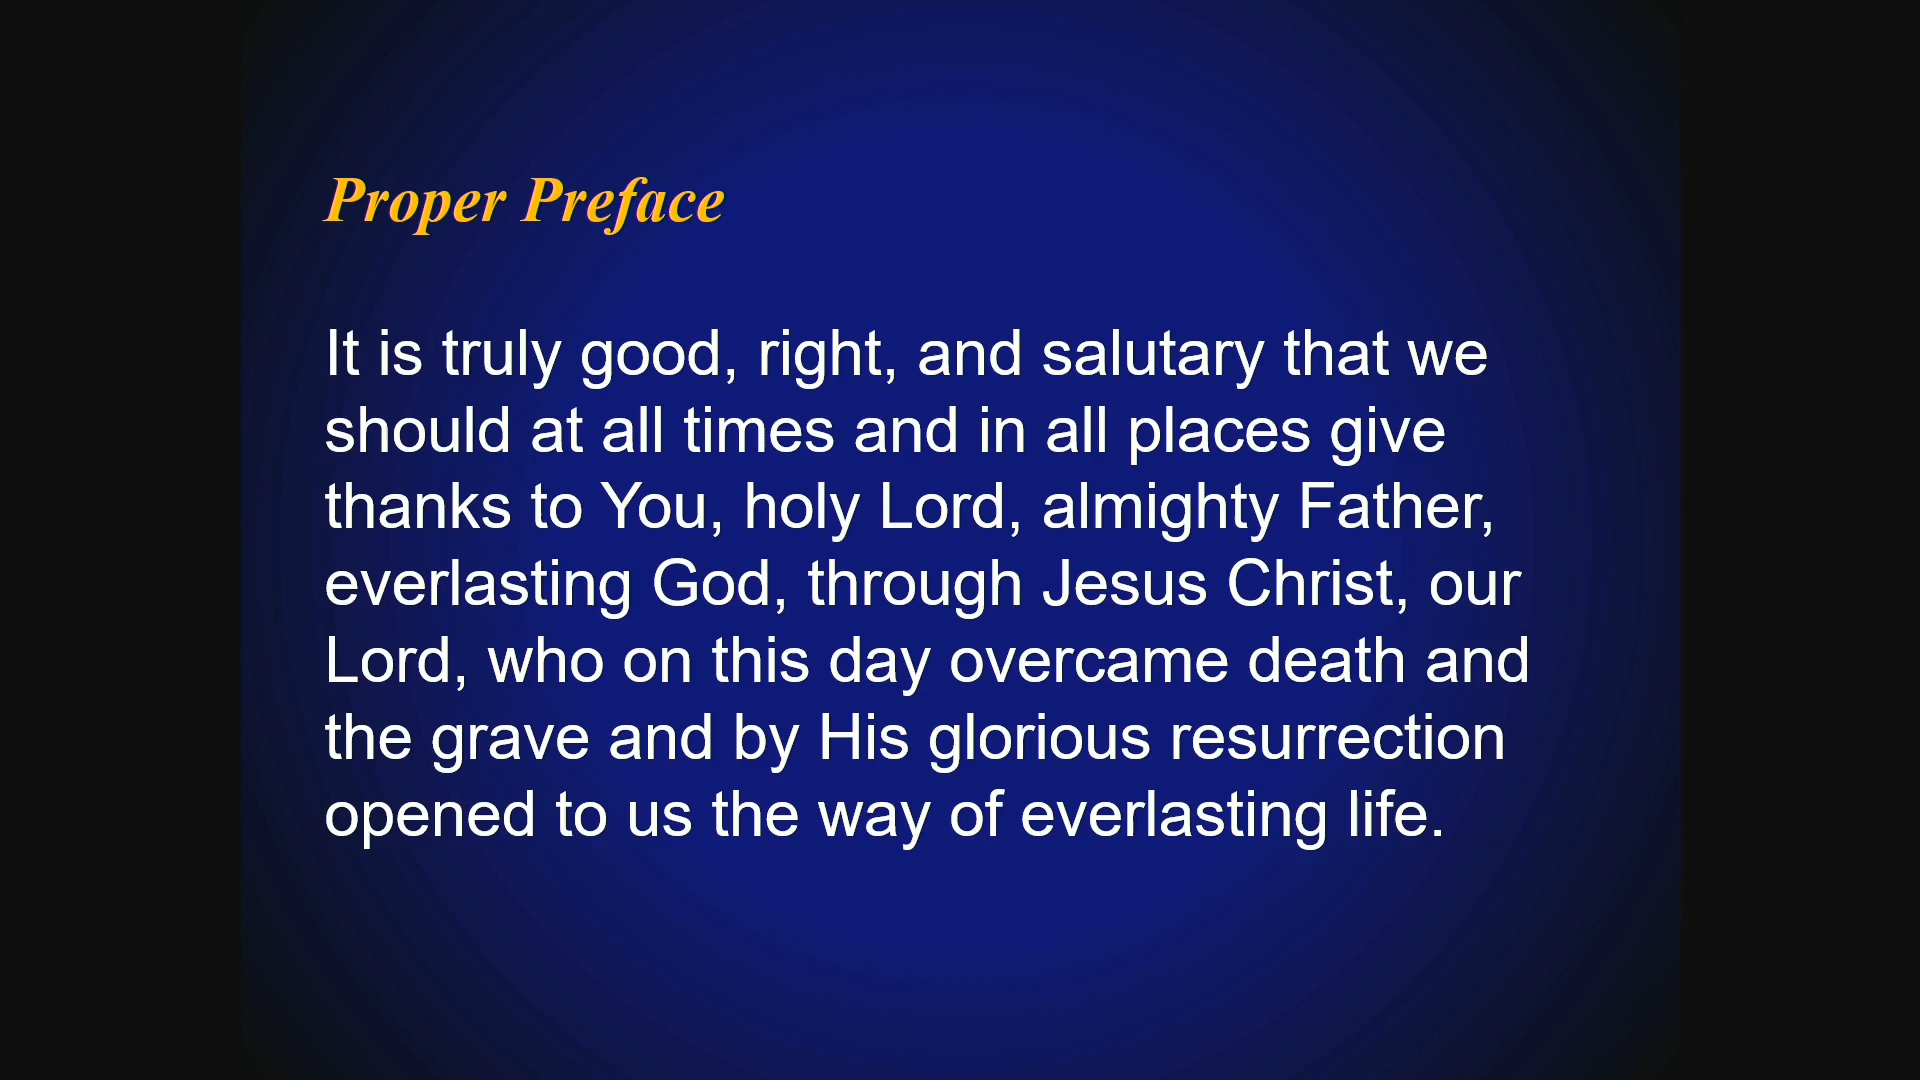 Proper Preface
It is truly good, right, and salutary that we
should at all times and in all places give
thanks to You, holy Lord, almighty Father,
everlasting God, through Jesus Christ, our
Lord, who on this day overcame death and
the grave and by His glorious resurrection
opened to us the way of everlasting life.